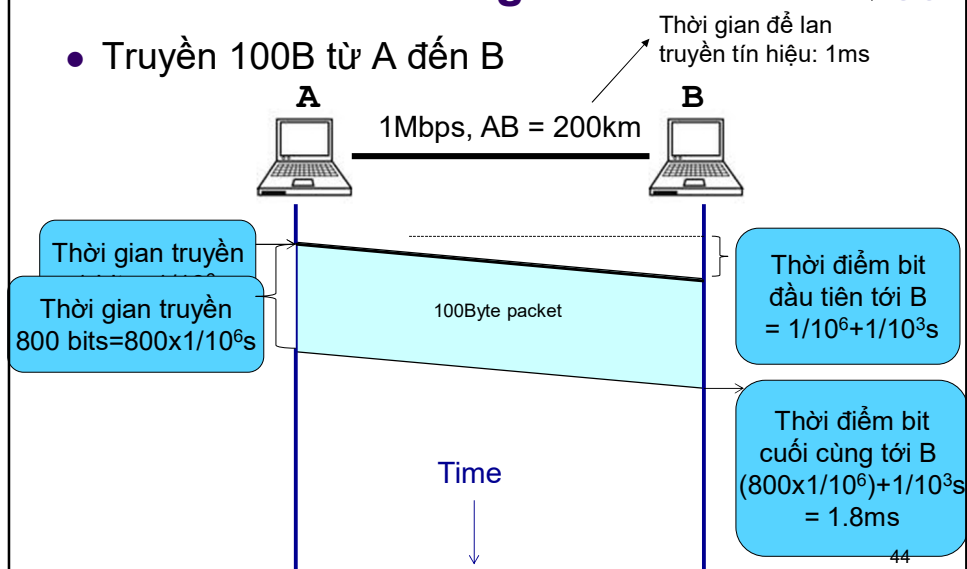 Truyền 100B từ A đến B
Thời gian để lan
truyền tín hiệu: 1ms
A
B
1Mbps, AB = 200km
Thời gian truyền
Thời gian truyền
800 bits=800x1/10⁶s
100Byte packet
Thời điểm bit
đầu tiên tới B
= 1/10⁶+1/10³s
Thời điểm bit
cuối cùng tới B
(800x1/10⁶)+1/10³s
= 1.8ms
Time
44